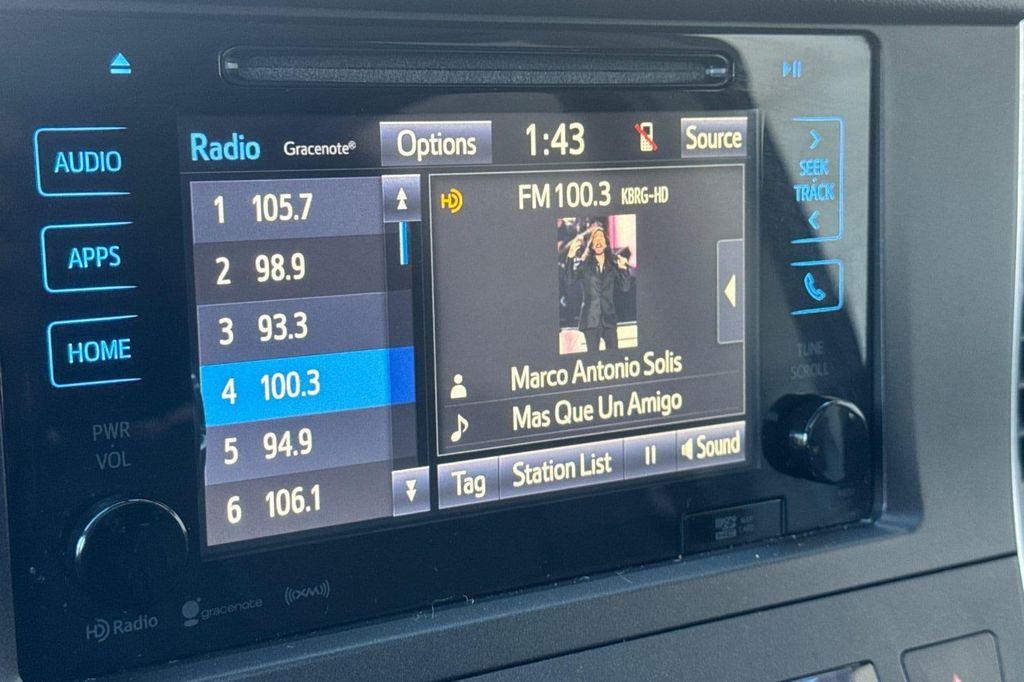 AUDIO
APPS
HOME
PWR
VOL
Radio Gracenote® Options 1:43 Source
1 105.7
2 98.9
3 93.3
4 100.3
5 94.9
6 106.1
HD FM 100.3 KBRG-HD
Marco Antonio Solis
Mas Que Un Amigo
Tag Station List Sound
SEEK
TRACK
TUNE
SCROLL
HD Radio gracenote ((XM))